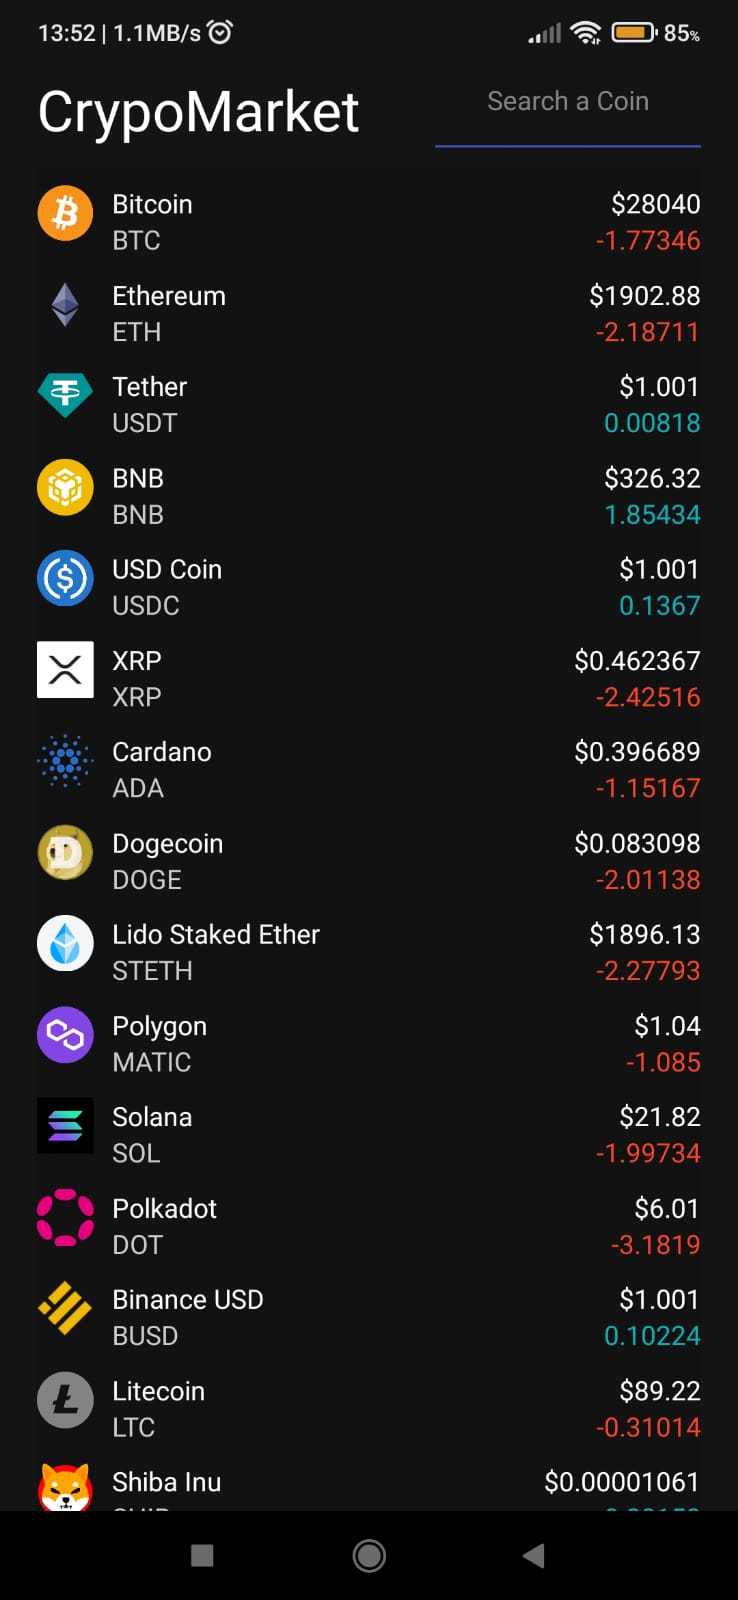 13:52 | 1.1MB/s 85%
CrypoMarket Search a Coin
Bitcoin $28040
BTC -1.77346
Ethereum $1902.88
ETH -2.18711
Tether $1.001
USDT 0.00818
BNB $326.32
BNB 1.85434
USD Coin $1.001
USDC 0.1367
XRP $0.462367
XRP -2.42516
Cardano $0.396689
ADA -1.15167
Dogecoin $0.083098
DOGE -2.01138
Lido Staked Ether $1896.13
STETH -2.27793
Polygon $1.04
MATIC -1.085
Solana $21.82
SOL -1.99734
Polkadot $6.01
DOT -3.1819
Binance USD $1.001
BUSD 0.10224
Litecoin $89.22
LTC -0.31014
Shiba Inu $0.00001061